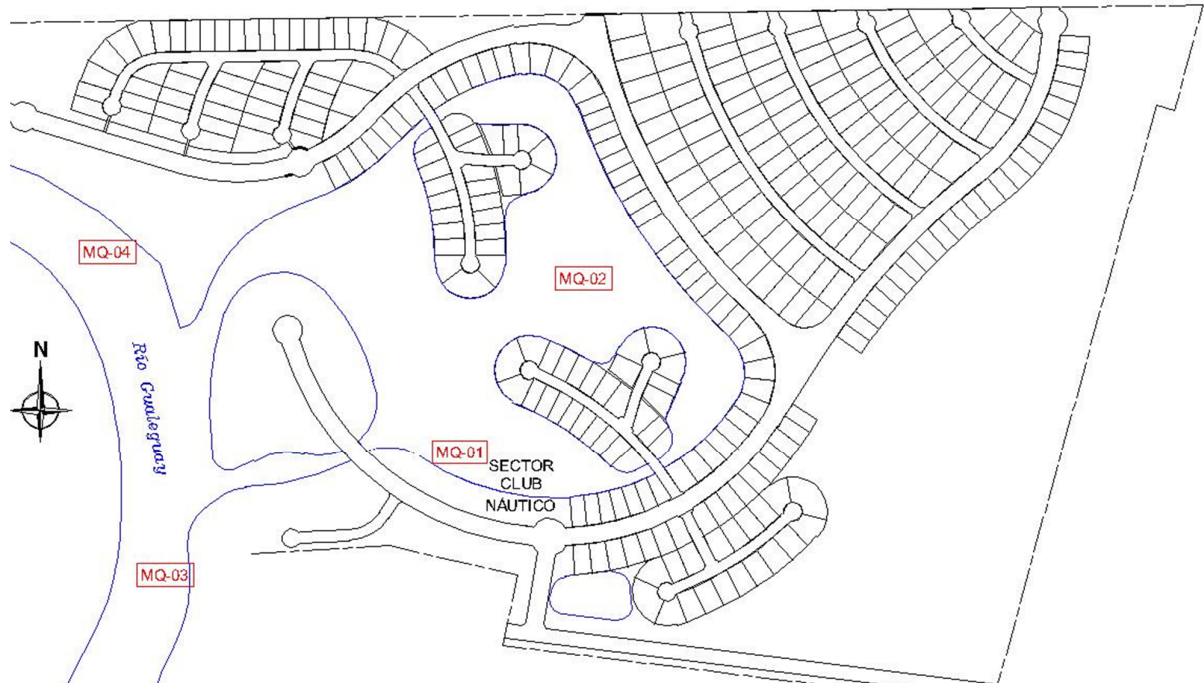 MQ-04
MQ-02
N
Río Gualeguay
MQ-01
SECTOR
CLUB
NÁUTICO
MQ-03